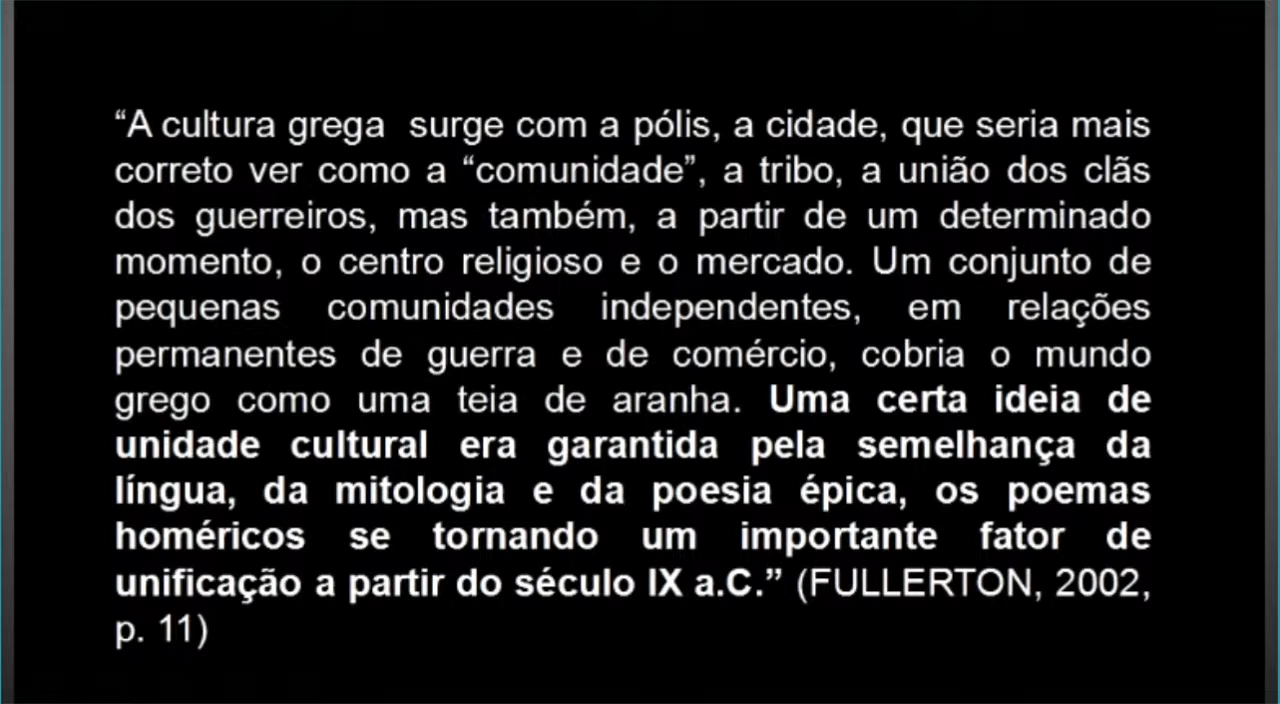 “A cultura grega surge com a pólis, a cidade, que seria mais
correto ver como a “comunidade”, a tribo, a união dos clãs
dos guerreiros, mas também, a partir de um determinado
momento, o centro religioso e o mercado. Um conjunto de
pequenas comunidades independentes, em relações
permanentes de guerra e de comércio, cobria o mundo
grego como uma teia de aranha. Uma certa ideia de
unidade cultural era garantida pela semelhança da
língua, da mitologia e da poesia épica, os poemas
homéricos se tornando um importante fator de
unificação a partir do século IX a.C.” (FULLERTON, 2002,
p. 11)